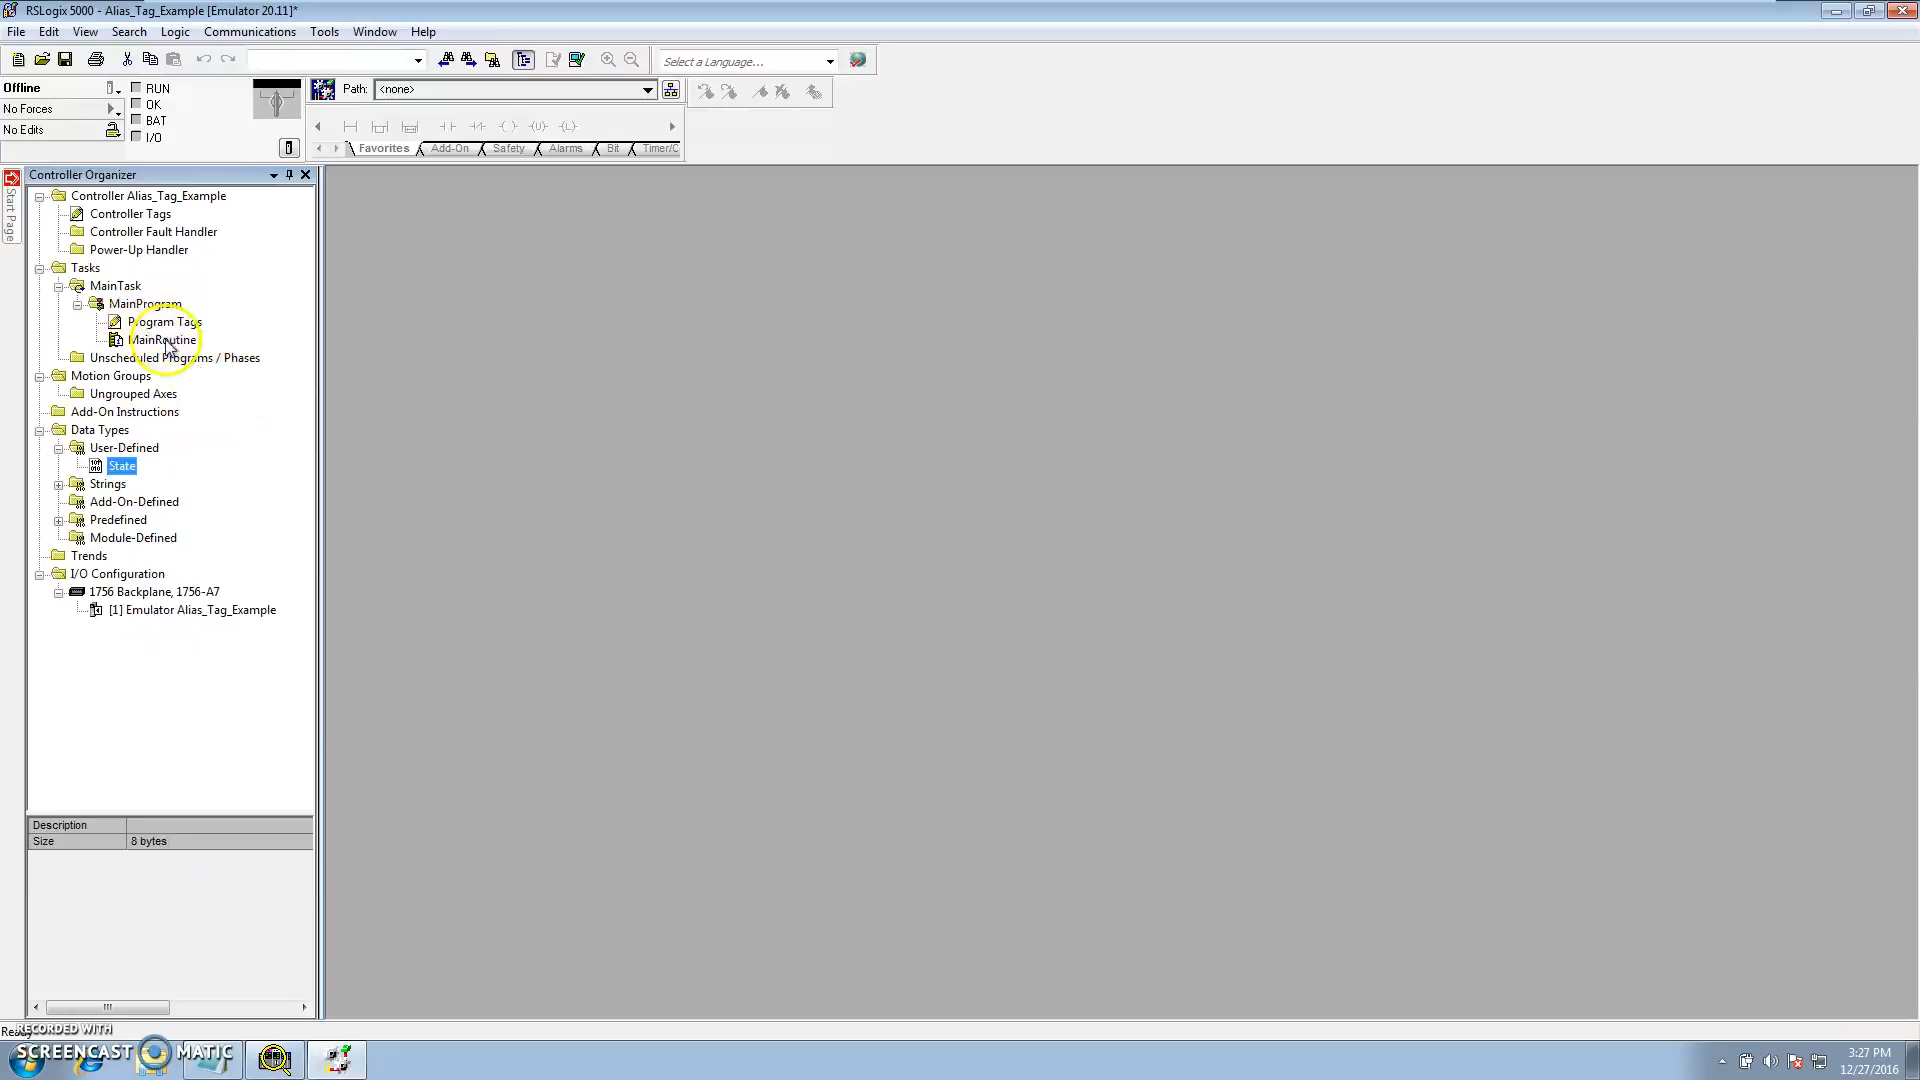 RSLogix 5000 - Alias_Tag_Example [Emulator 20.11]*
File Edit View Search Logic Communications Tools Window Help
Select a Language...
Offline
RUN
No Forces
OK
No Edits
BAT
I/O
Path: <none>
Favorites Add-On Safety Alarms Bit Timer/C
Start Page
Controller Organizer
Controller Alias_Tag_Example
Controller Tags
Controller Fault Handler
Power-Up Handler
Tasks
MainTask
MainProgram
Program Tags
MainRoutine
Unscheduled Programs / Phases
Motion Groups
Ungrouped Axes
Add-On Instructions
Data Types
User-Defined
State
Strings
Add-On-Defined
Predefined
Module-Defined
Trends
I/O Configuration
1756 Backplane, 1756-A7
[1] Emulator Alias_Tag_Example
Description
Size 8 bytes
RECORDED WITH
SCREENCAST MATIC
3:27 PM
12/27/2016